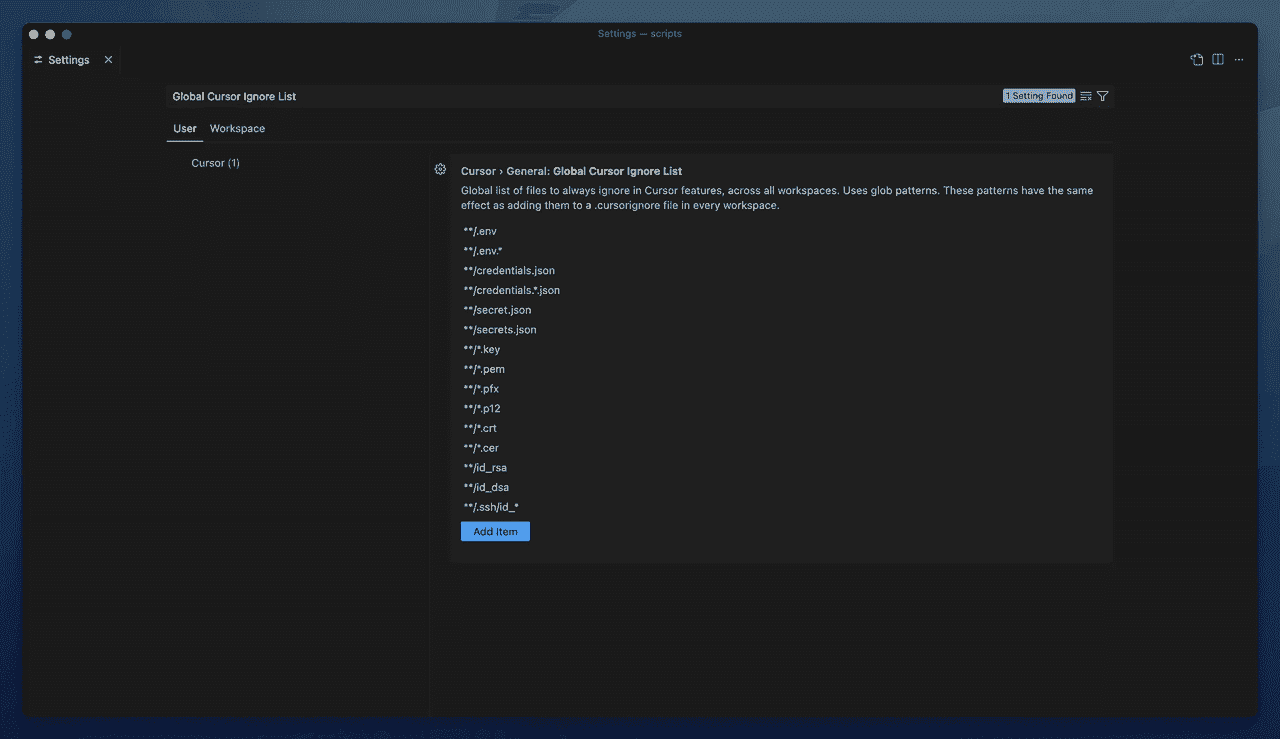 Settings — scripts
Settings
Global Cursor Ignore List
1 Setting Found
User
Workspace
Cursor (1)
Cursor › General: Global Cursor Ignore List
Global list of files to always ignore in Cursor features, across all workspaces. Uses glob patterns. These patterns have the same
effect as adding them to a .cursorignore file in every workspace.
**/.env
**/.env.*
**/credentials.json
**/credentials.*.json
**/secret.json
**/secrets.json
**/*.key
**/*.pem
**/*.pfx
**/*.p12
**/*.crt
**/*.cer
**/id_rsa
**/id_dsa
**/.ssh/id_*
Add Item